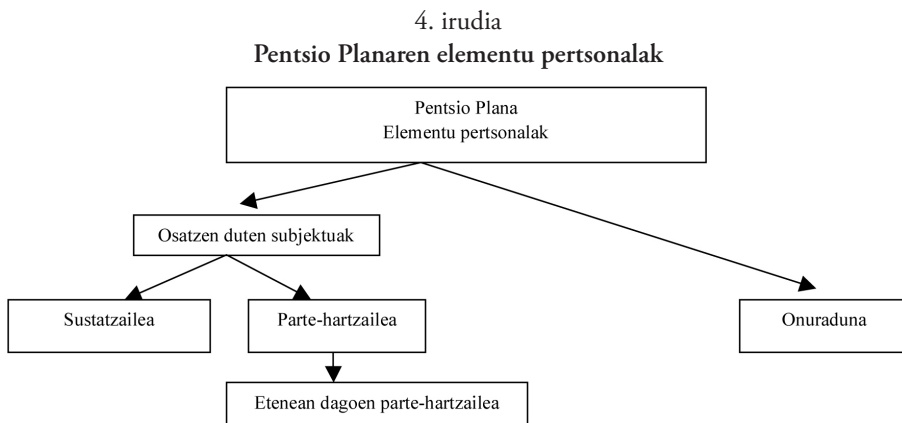 4. irudia
Pentsio Planaren elementu pertsonalak
Pentsio Plana
Elementu pertsonalak
Osatzen duten subjektuak
Sustatzailea
Parte-hartzailea
Onuraduna
Etenean dagoen parte-hartzailea